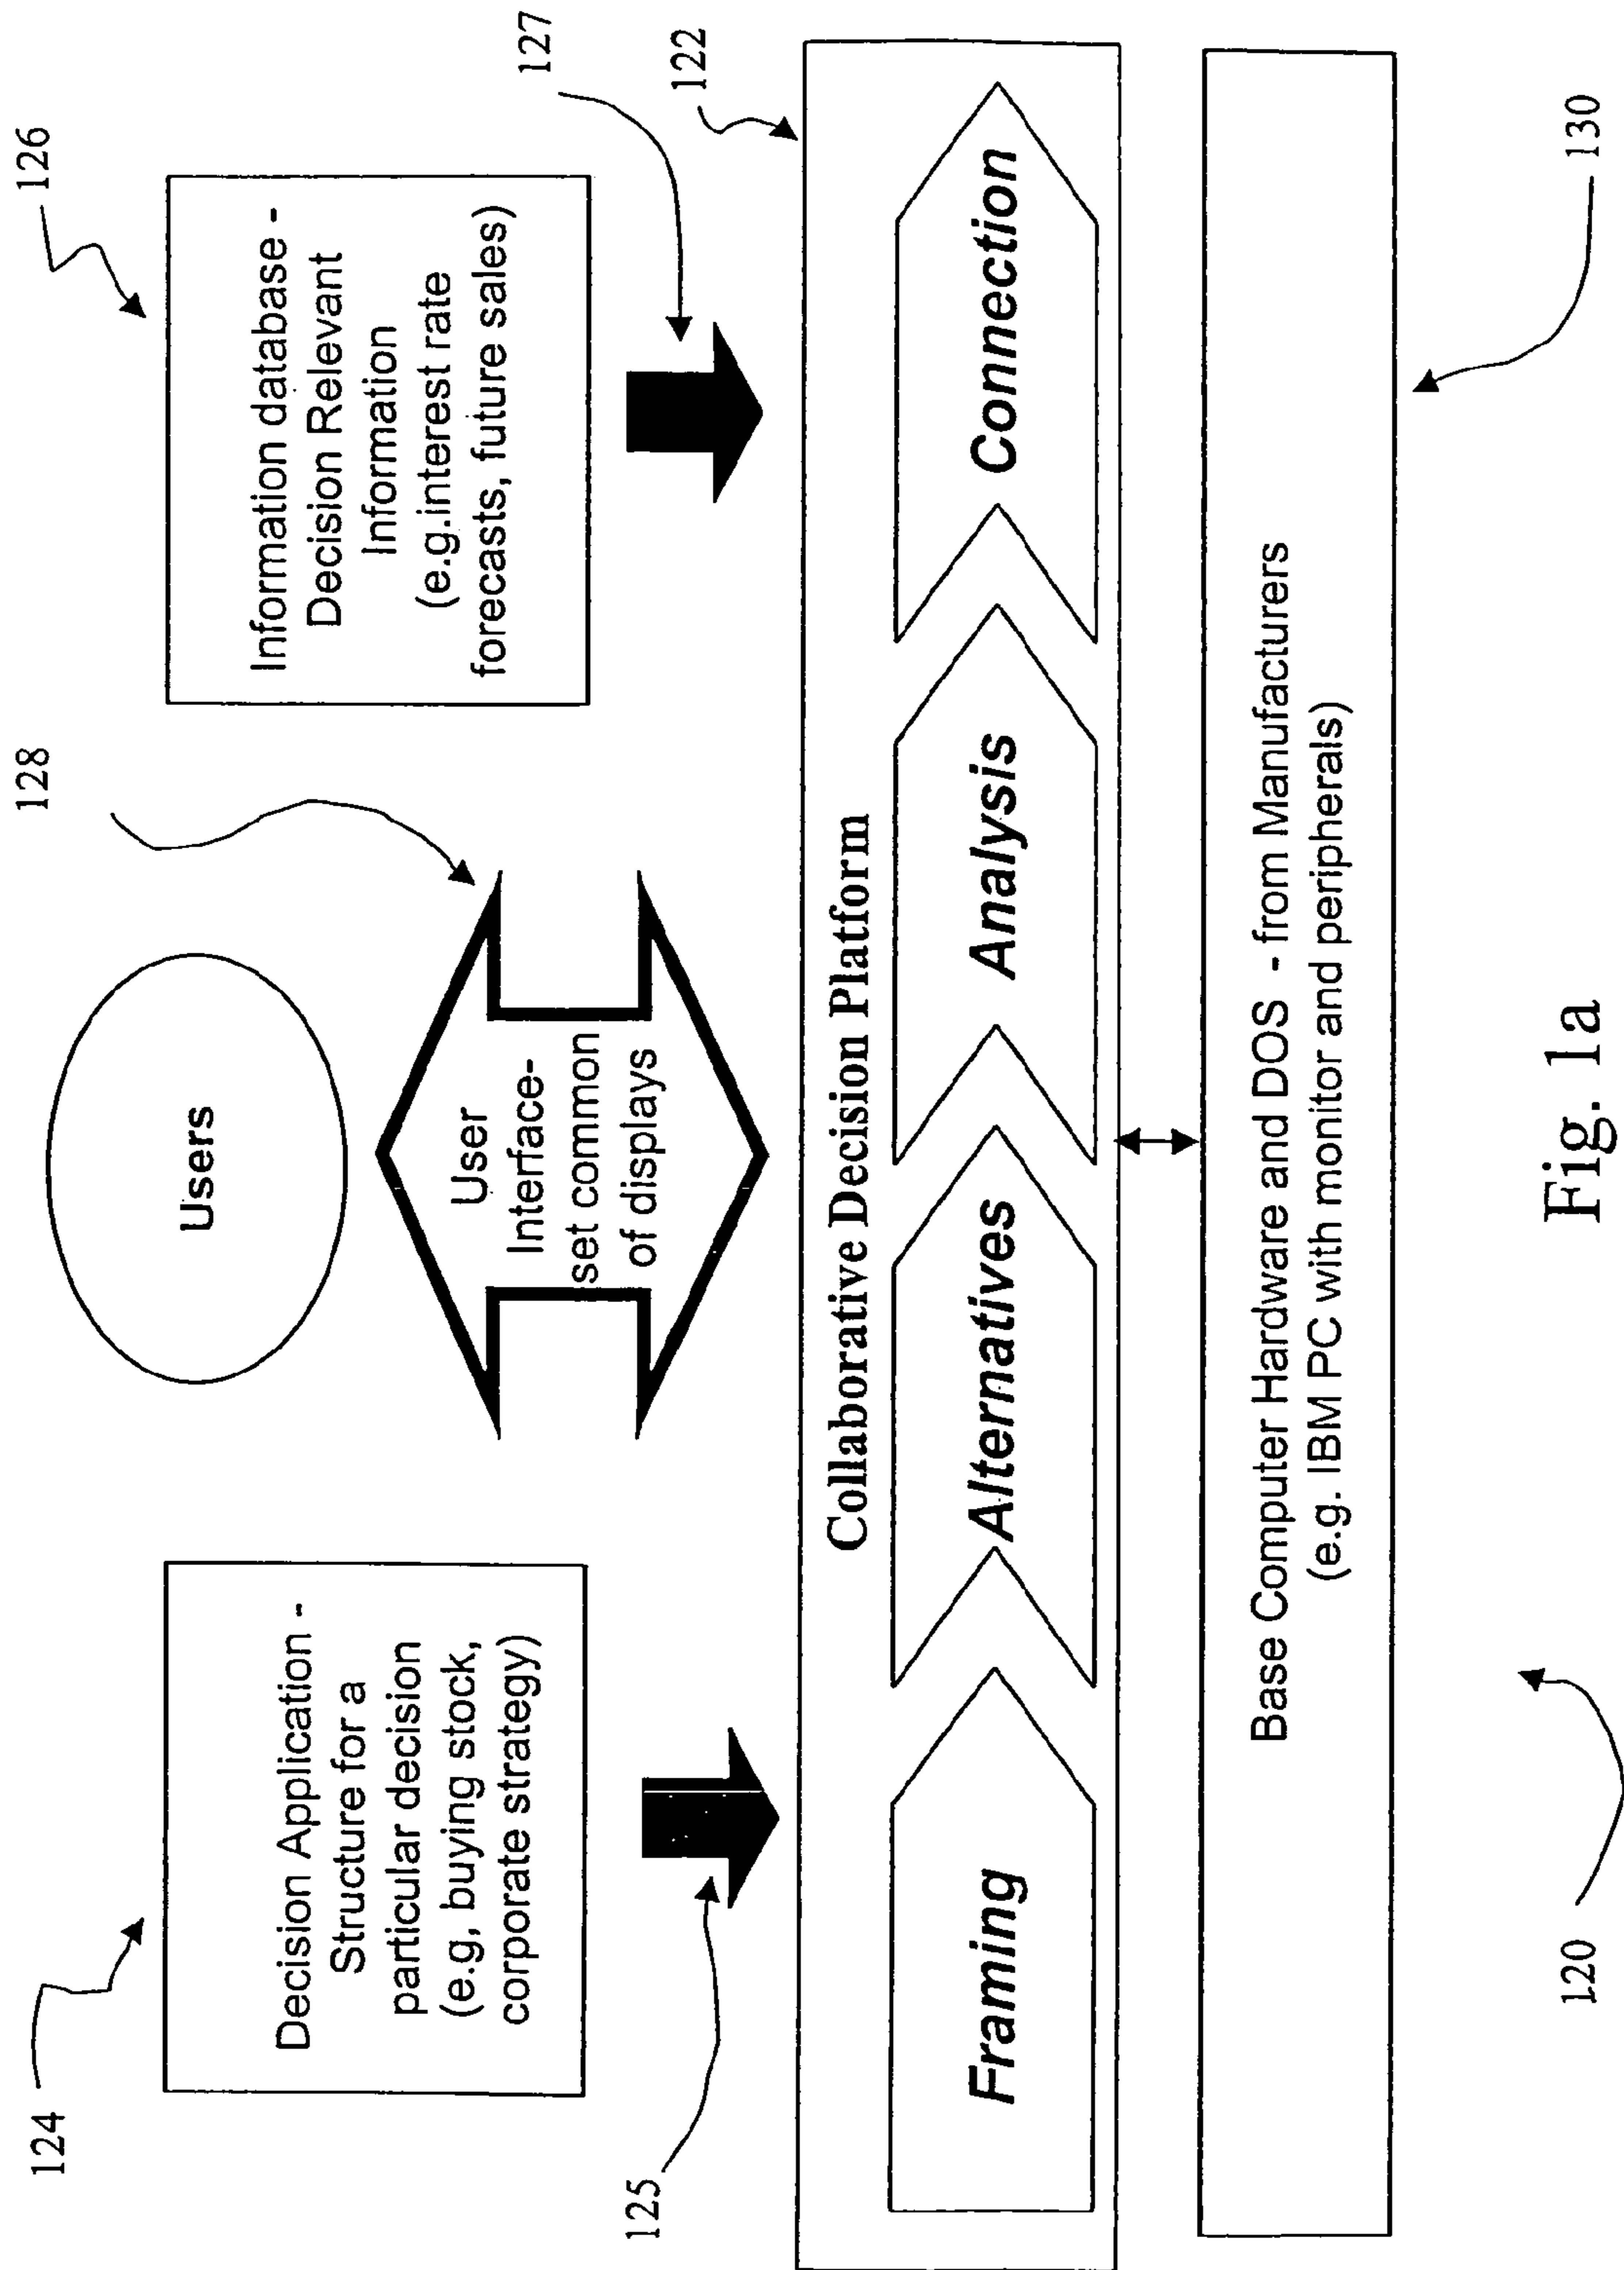 124
Decision Application -
Structure for a
particular decision
(e.g, buying stock,
corporate strategy)
125
Users
128
User
Interface-
set common
of displays
126
Information database -
Decision Relevant
Information
(e.g.interest rate
forecasts, future sales)
127
122
Collaborative Decision Platform
Framing
Alternatives
Analysis
Connection
Base Computer Hardware and DOS - from Manufacturers
(e.g. IBM PC with monitor and peripherals)
130
120
Fig. 1a